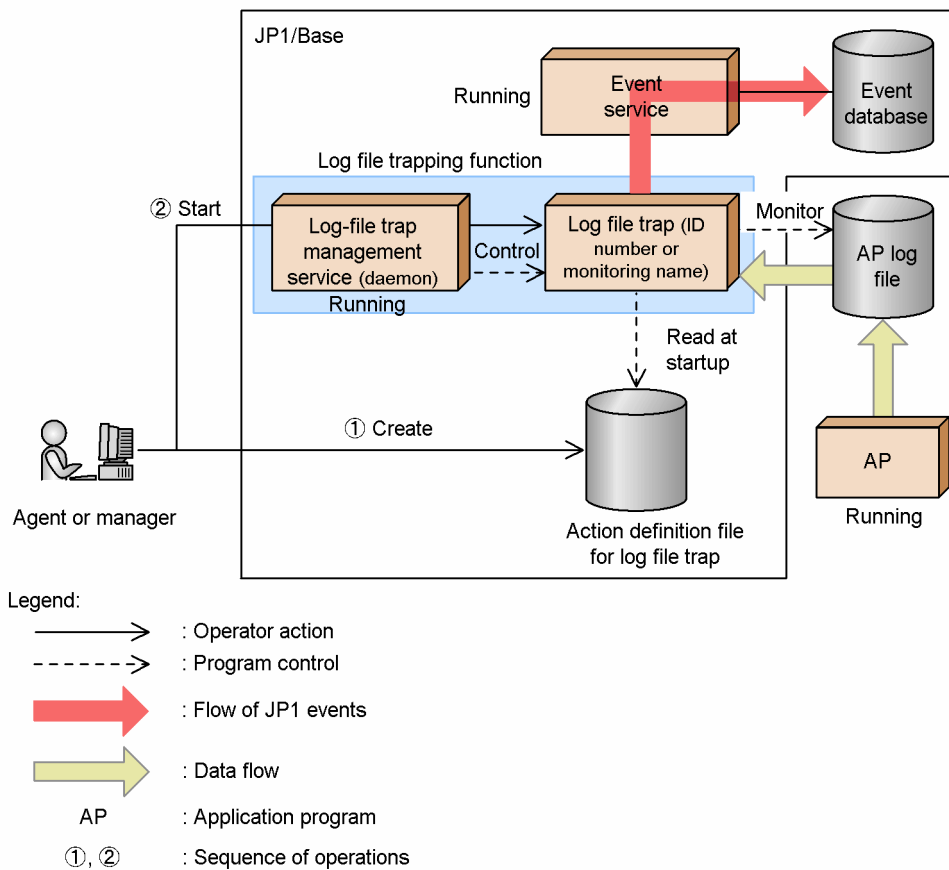 JP1/Base
Running
Event
service
Event
database
Log file trapping function
② Start
Log-file trap
management
service (daemon)
Running
Control
Log file trap (ID
number or
monitoring name)
Monitor
AP log
file
Read at
startup
① Create
AP
Running
Agent or manager
Action definition file
for log file trap
Legend:
: Operator action
: Program control
: Flow of JP1 events
: Data flow
AP : Application program
①, ② : Sequence of operations